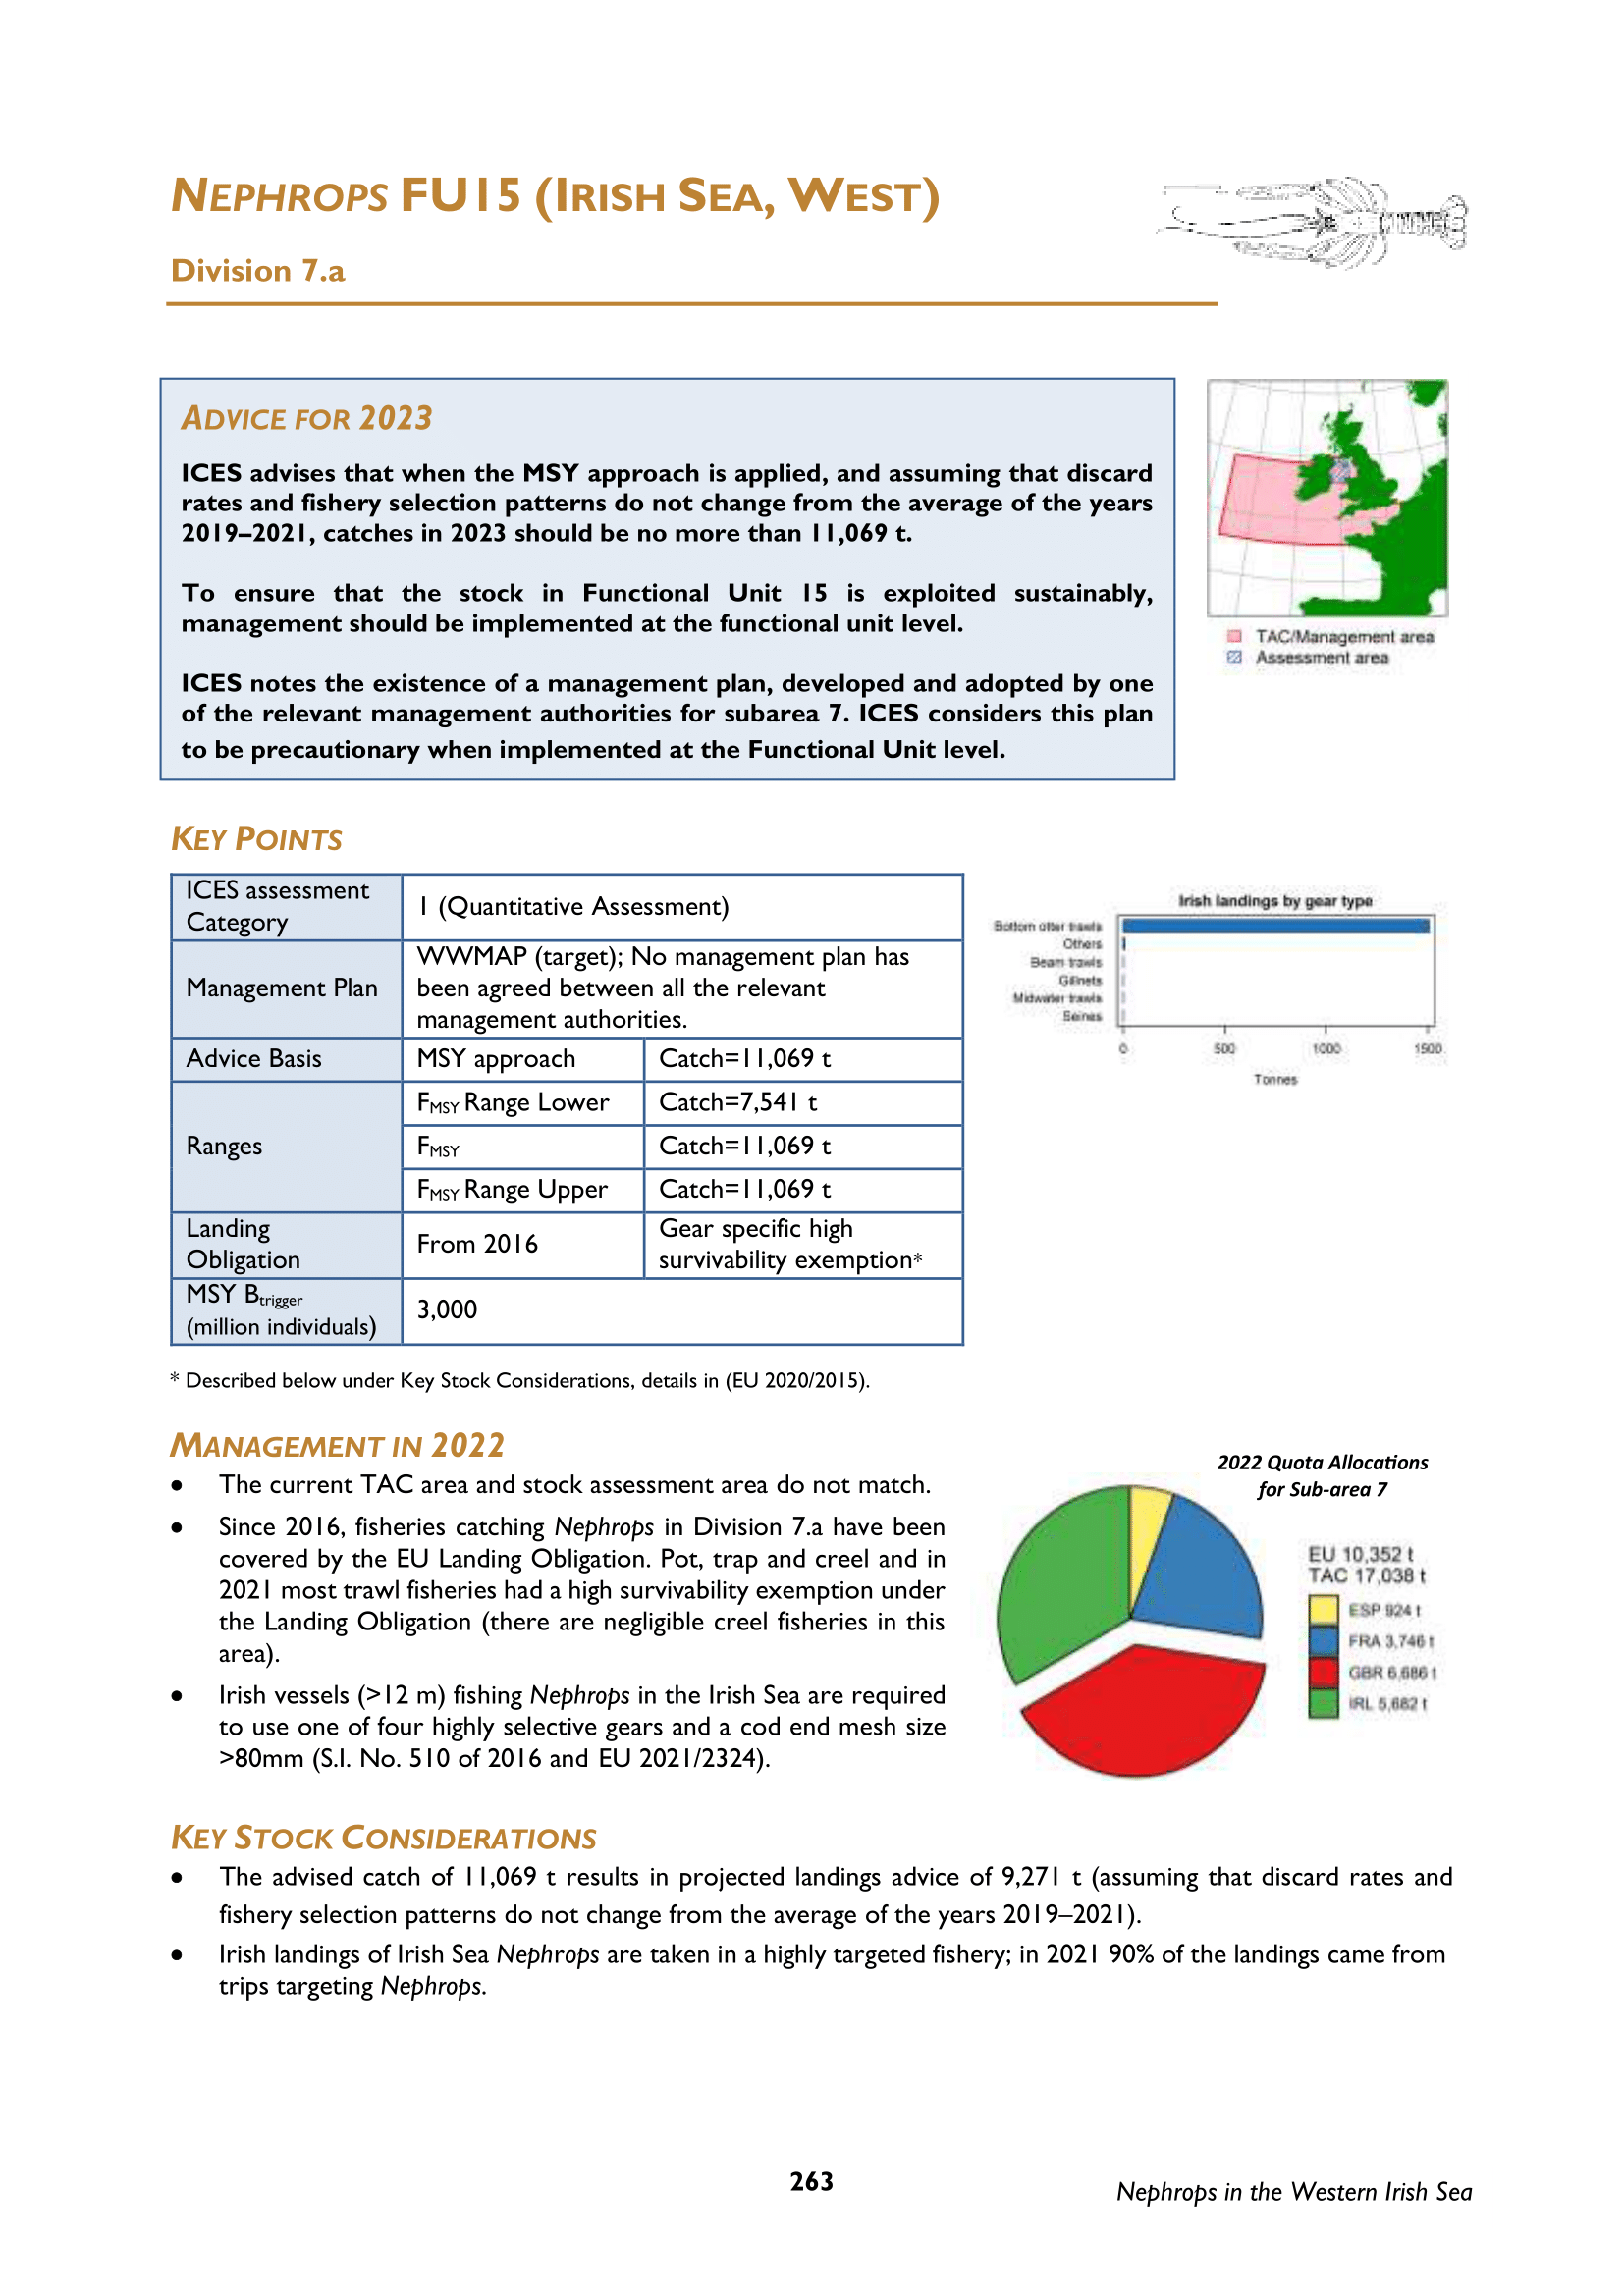 NEPHROPS FU15 (IRISH SEA, WEST)
Division 7.a
ADVICE FOR 2023
ICES advises that when the MSY approach is applied, and assuming that discard
rates and fishery selection patterns do not change from the average of the years
2019–2021, catches in 2023 should be no more than 11,069 t.
To ensure that the stock in Functional Unit 15 is exploited sustainably,
management should be implemented at the functional unit level.
ICES notes the existence of a management plan, developed and adopted by one
of the relevant management authorities for subarea 7. ICES considers this plan
to be precautionary when implemented at the Functional Unit level.
TAC/Management area
Assessment area
KEY POINTS
ICES assessment
Category
1 (Quantitative Assessment)
Management Plan
WWMAP (target); No management plan has
been agreed between all the relevant
management authorities.
Advice Basis
MSY approach
Catch=11,069 t
Ranges
FMSY Range Lower
Catch=7,541 t
FMSY
Catch=11,069 t
FMSY Range Upper
Catch=11,069 t
Landing
Obligation
From 2016
Gear specific high
survivability exemption*
MSY Btrigger
(million individuals)
3,000
* Described below under Key Stock Considerations, details in (EU 2020/2015).
Irish landings by gear type
Bottom otter trawls
Others
Beam trawls
Gillnets
Midwater trawls
Seines
0 500 1000 1500
Tonnes
MANAGEMENT IN 2022
• The current TAC area and stock assessment area do not match.
• Since 2016, fisheries catching Nephrops in Division 7.a have been
covered by the EU Landing Obligation. Pot, trap and creel and in
2021 most trawl fisheries had a high survivability exemption under
the Landing Obligation (there are negligible creel fisheries in this
area).
• Irish vessels (>12 m) fishing Nephrops in the Irish Sea are required
to use one of four highly selective gears and a cod end mesh size
>80mm (S.I. No. 510 of 2016 and EU 2021/2324).
2022 Quota Allocations
for Sub-area 7
EU 10,352 t
TAC 17,038 t
ESP 924 t
FRA 3,746 t
GBR 6,686 t
IRL 5,682 t
KEY STOCK CONSIDERATIONS
• The advised catch of 11,069 t results in projected landings advice of 9,271 t (assuming that discard rates and
fishery selection patterns do not change from the average of the years 2019–2021).
• Irish landings of Irish Sea Nephrops are taken in a highly targeted fishery; in 2021 90% of the landings came from
trips targeting Nephrops.
263
Nephrops in the Western Irish Sea